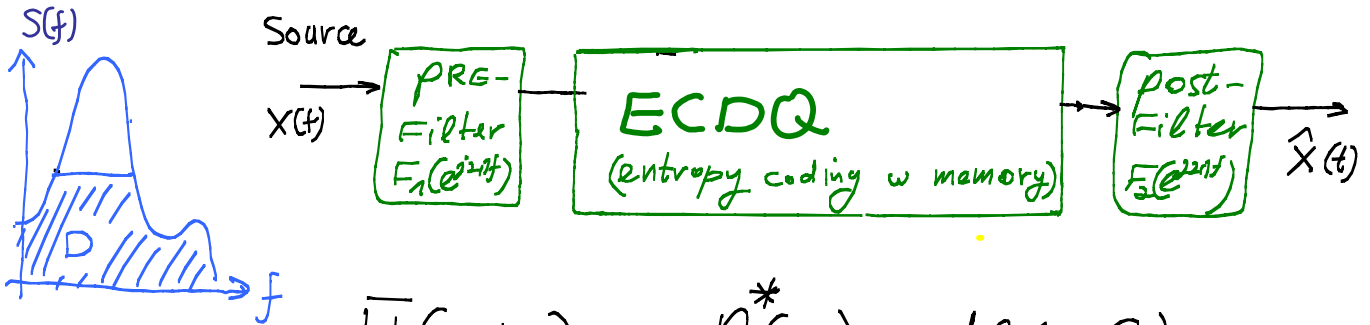 S(f)
Source
X(t)
PRE-
Filter
F₁(e^{j2πf})
ECDQ
(entropy coding w memory)
post-
Filter
F₂(e^{j2πf})
X̂(t)
D
f
*